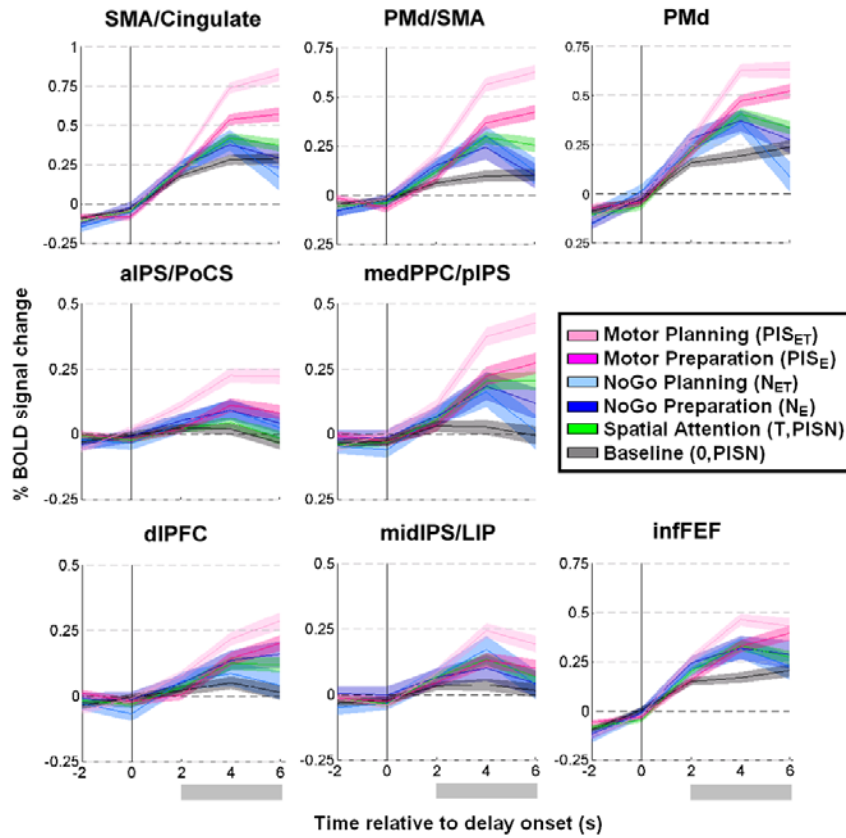 SMA/Cingulate PMd/SMA PMd
1 0.75 0.75
0.75 0.5 0.5
0.5 0.25 0.25
0.25 0 0
0
-0.25 0.25 0.25
aIPS/PoCS medPPC/pIPS
0.5 0.5
0.25 0.25
0 0
0.25 0.25
% BOLD signal change
Motor Planning (PIS_ET)
Motor Preparation (PIS_E)
NoGo Planning (N_ET)
NoGo Preparation (N_E)
Spatial Attention (T,PISN)
Baseline (0,PISN)
dlPFC midIPS/LIP infFEF
0.5 0.5 0.75
0.25 0.25 0.5
0 0 0.25
0
-0.25 0.25 0.25
-2 0 2 4 6 -2 0 2 4 6 -2 0 2 4 6
Time relative to delay onset (s)